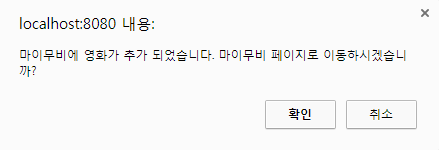 localhost:8080 내용:
마이무비에 영화가 추가 되었습니다. 마이무비 페이지로 이동하시겠습니
까?
확인 취소